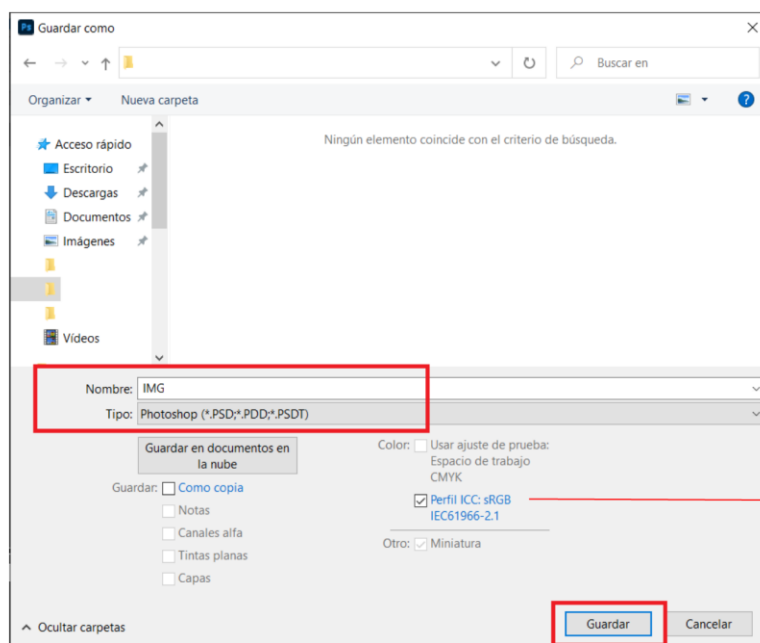 Ps Guardar como
Buscar en
Organizar
Nueva carpeta
Acceso rápido
Ningún elemento coincide con el criterio de búsqueda.
Escritorio
Descargas
Documentos
Imágenes
Vídeos
Nombre: IMG
Tipo: Photoshop (*.PSD;*.PDD;*.PSDT)
Guardar en documentos en
la nube
Guardar: Como copia
Notas
Canales alfa
Tintas planas
Capas
Color: Usar ajuste de prueba:
Espacio de trabajo
CMYK
Perfil ICC: sRGB
IEC61966-2.1
Otro: Miniatura
Ocultar carpetas
Guardar
Cancelar